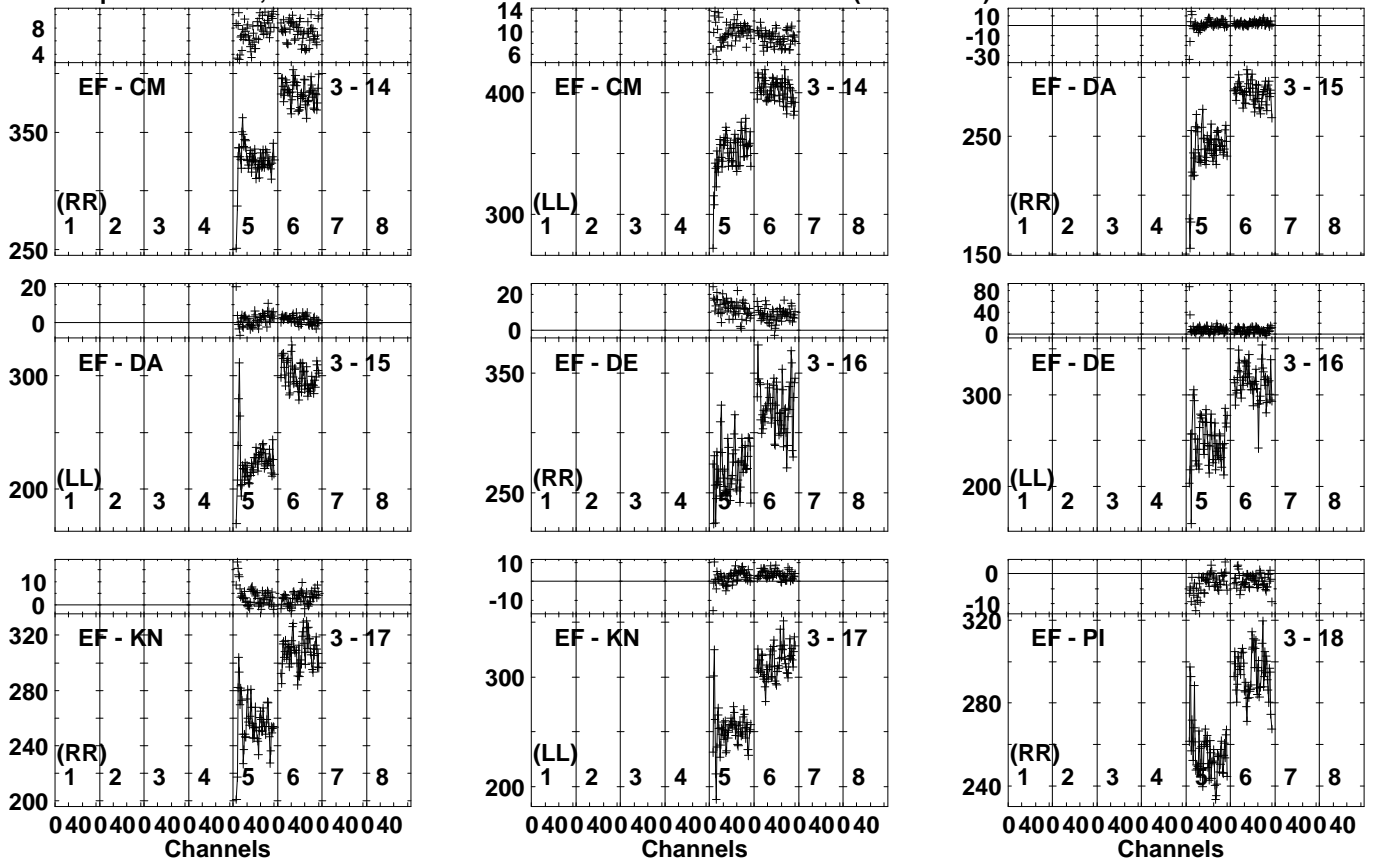 8 4
EF - CM 3 - 14
350
(RR)
1 2 3 4 5 6 7 8
250
14 10 6
EF - CM 3 - 14
400
300 (LL)
1 2 3 4 5 6 7 8
10 -10 -30
EF - DA 3 - 15
250
(RR)
1 2 3 4 5 6 7 8
150
20 0
EF - DA 3 - 15
300
(LL)
200
1 2 3 4 5 6 7 8
20 0
EF - DE 3 - 16
350
(RR)
250
1 2 3 4 5 6 7 8
80 40 0
EF - DE 3 - 16
300
(LL)
200
1 2 3 4 5 6 7 8
10 0
320 EF - KN 3 - 17
280
240 (RR)
1 2 3 4 5 6 7 8
200
10 -10
EF - KN 3 - 17
300
(LL)
1 2 3 4 5 6 7 8
200
0 -10
320
EF - PI 3 - 18
280
(RR)
1 2 3 4 5 6 7 8
240
0 40 0 40 0 40 0 40 0 40 0 40 0 40 0 40
0 40 0 40 0 40 0 40 0 40 0 40 0 40 0 40
0 40 0 40 0 40 0 40 0 40 0 40 0 40 0 40
Channels Channels Channels